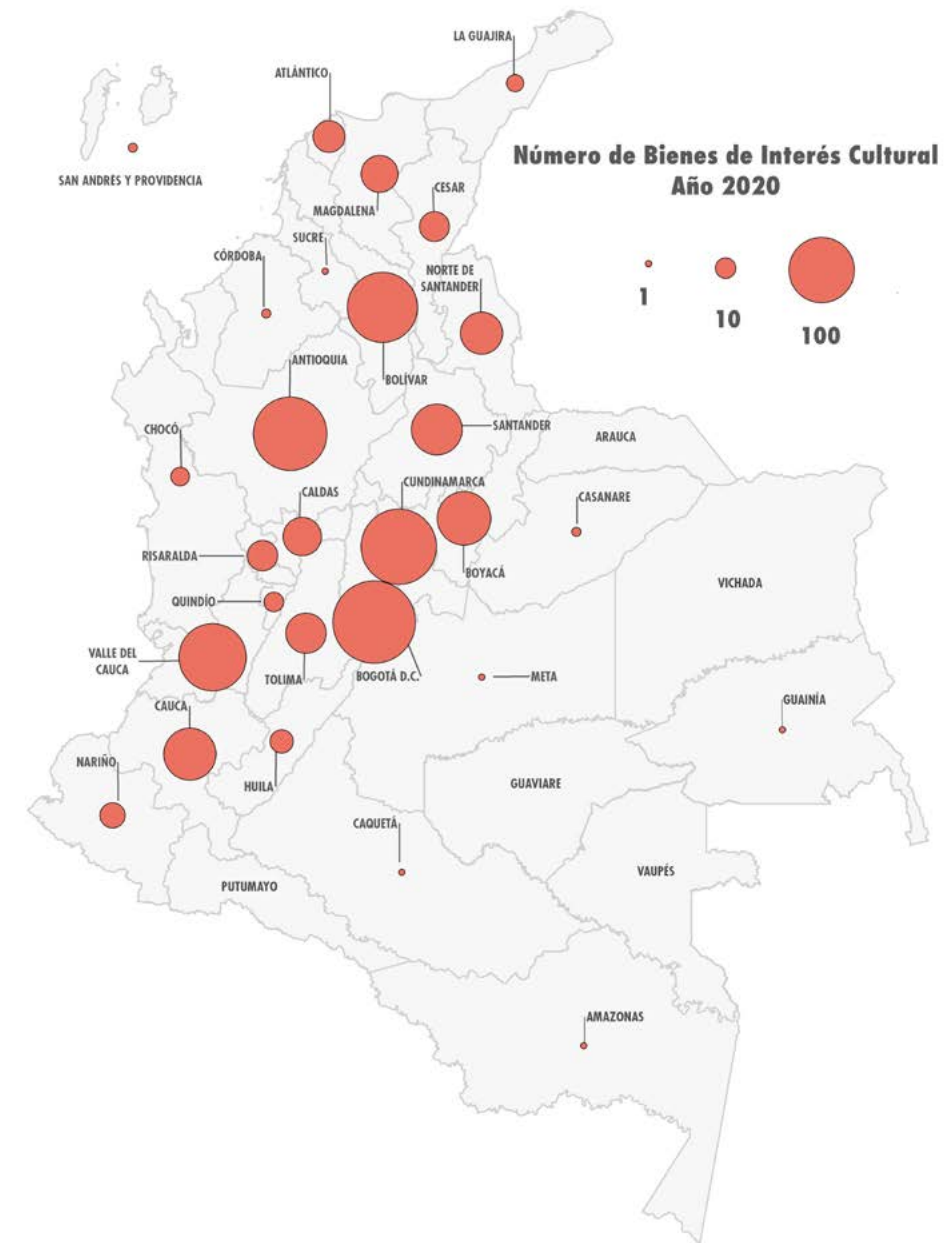 LA GUAJIRA
ATLÁNTICO
Número de Bienes de Interés Cultural
Año 2020
SAN ANDRES Y PROVIDENCIA
CESAR
MAGDALENA
SUCRE
CÓRDOBA
NORTE DE
SANTANDER
1
10
100
ANTIOQUIA
BOLÍVAR
CHOCÓ
SANTANDER
ARAUCA
CUNDINAMARCA
CALDAS
CASANARE
RISARALDA
BOYACÁ
VICHADA
QUINDÍO
VALLE DEL
CAUCA
TOLIMA
BOGOTÁ D.C.
META
GUAINÍA
CAUCA
NARIÑO
HUILA
GUAVIARE
CAQUETÁ
VAUPÉS
PUTUMAYO
AMAZONAS